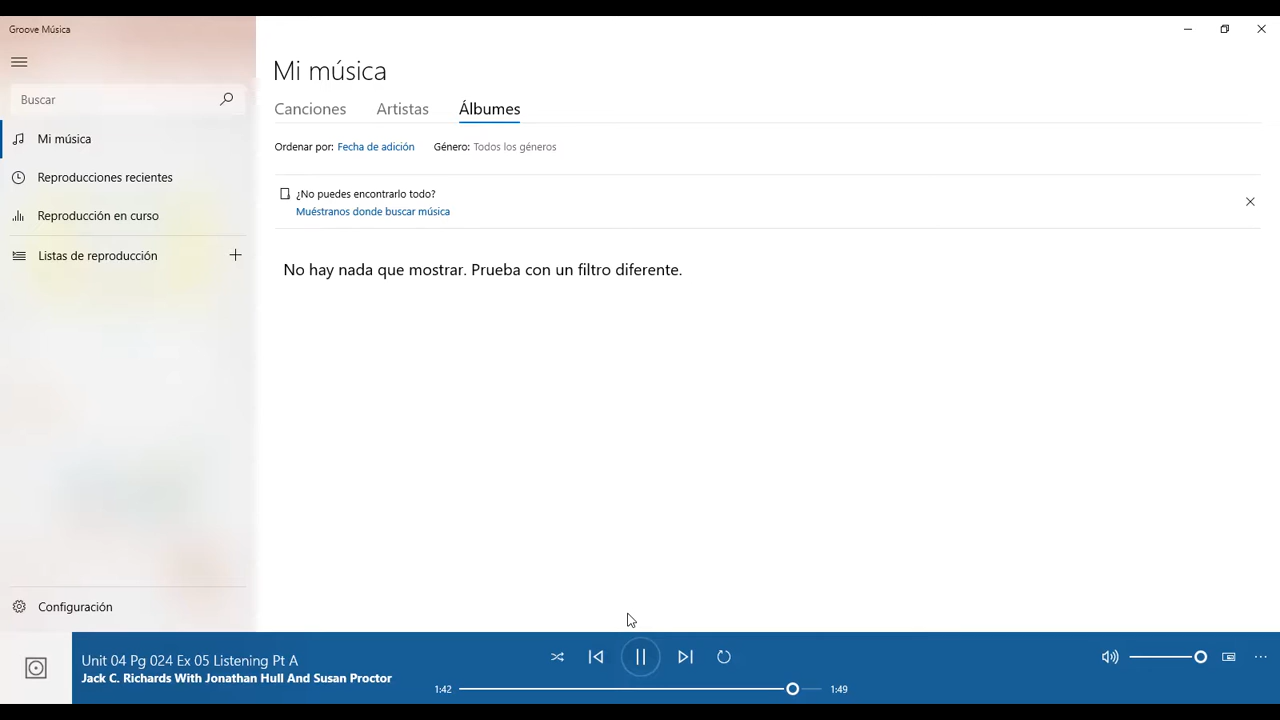 Groove Música
Buscar
Mi música
Reproducciones recientes
Reproducción en curso
Listas de reproducción
Configuración
Mi música
Canciones Artistas Álbumes
Ordenar por: Fecha de adición Género: Todos los géneros
¿No puedes encontrarlo todo?
Muéstranos donde buscar música
No hay nada que mostrar. Prueba con un filtro diferente.
Unit 04 Pg 024 Ex 05 Listening Pt A
Jack C. Richards With Jonathan Hull And Susan Proctor
1:42 1:49